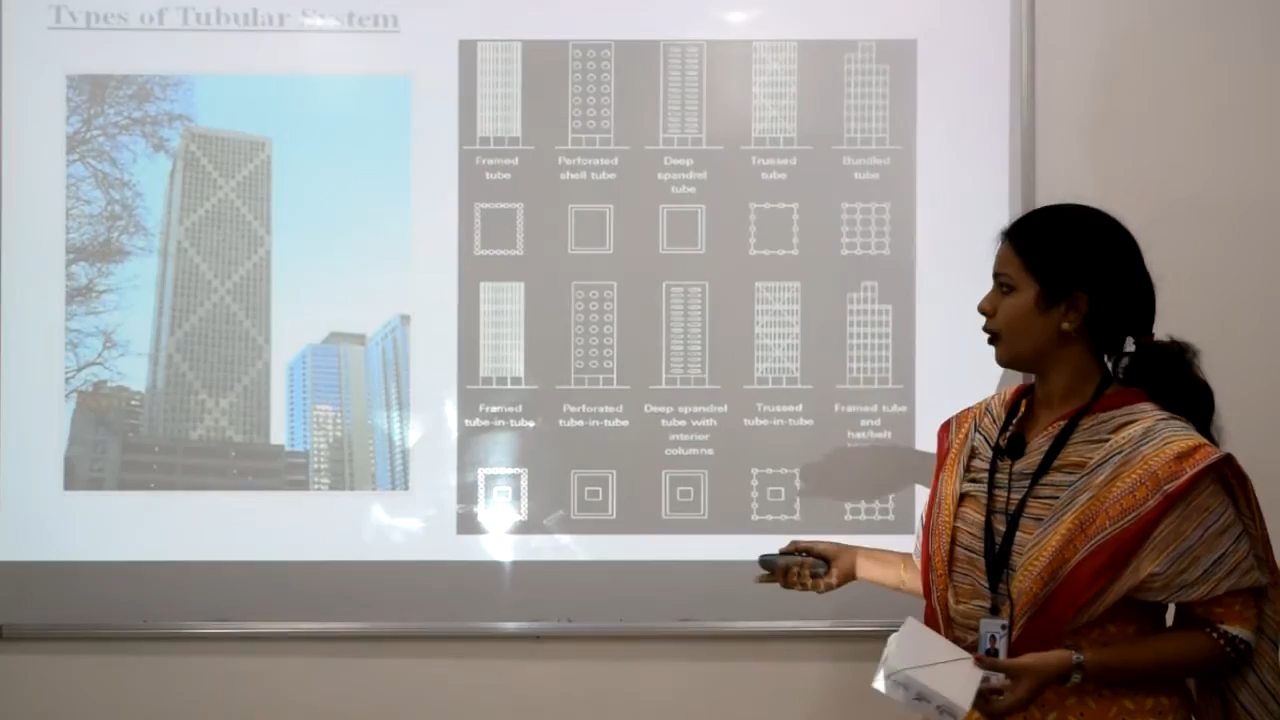 Types of Tubular System
Framed
tube
Perforated
shell tube
Deep
spandrel
tube
Trussed
tube
Bundled
tube
Framed
tube-in-tube
Perforated
tube-in-tube
Deep spandrel
tube with
interior
columns
Trussed
tube-in-tube
Framed tube
and
hat/belt